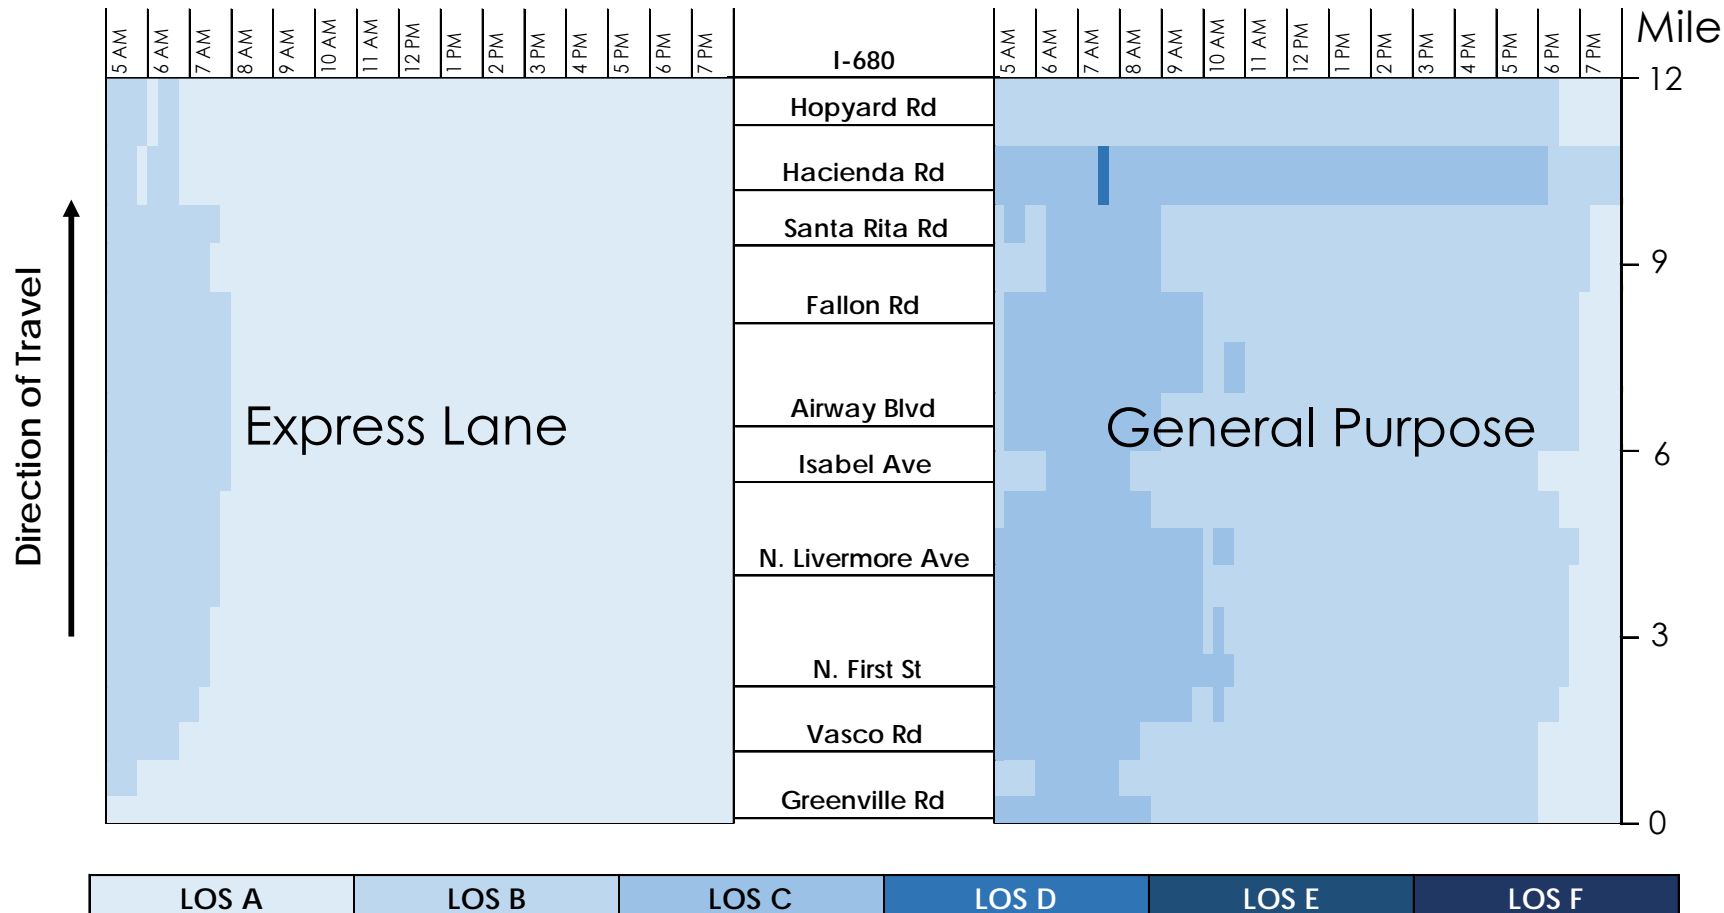 5 AM 6 AM 7 AM 8 AM 9 AM 10 AM 11 AM 12 PM 1 PM 2 PM 3 PM 4 PM 5 PM 6 PM 7 PM
I-680
5 AM 6 AM 7 AM 8 AM 9 AM 10 AM 11 AM 12 PM 1 PM 2 PM 3 PM 4 PM 5 PM 6 PM 7 PM
Mile
12
Hopyard Rd
Hacienda Rd
Santa Rita Rd
9
Fallon Rd
Direction of Travel
Express Lane
Airway Blvd
General Purpose
Isabel Ave
6
N. Livermore Ave
3
N. First St
Vasco Rd
Greenville Rd
0
LOS A LOS B LOS C LOS D LOS E LOS F